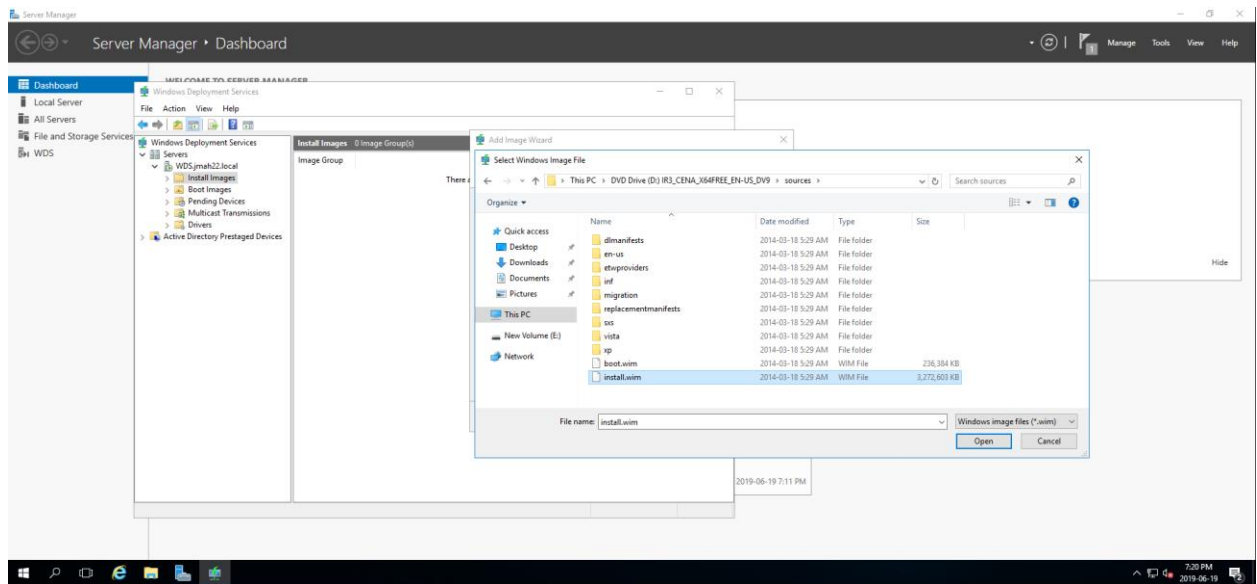 Server Manager
Server Manager • Dashboard
1 Manage Tools View Help
Dashboard
Local Server
All Servers
File and Storage Services
WDS
WELCOME TO SERVER MANAGER
Windows Deployment Services
File Action View Help
Windows Deployment Services
Servers
WDS.jmah22.local
Install Images
Boot Images
Pending Devices
Multicast Transmissions
Drivers
Active Directory Prestaged Devices
Install Images 0 Image Group(s)
Image Group
There
Add Image Wizard
Select Windows Image File
This PC > DVD Drive (D:) IR3_CENA_X64FREE_EN-US_DV9 > sources >
Search sources
Organize
Quick access
Desktop
Downloads
Documents
Pictures
This PC
New Volume (E:)
Network
Name Date modified Type Size
dlmanifests 2014-03-18 5:29 AM File folder
en-us 2014-03-18 5:29 AM File folder
etwproviders 2014-03-18 5:29 AM File folder
inf 2014-03-18 5:29 AM File folder
migration 2014-03-18 5:29 AM File folder
replacementmanifests 2014-03-18 5:29 AM File folder
sxs 2014-03-18 5:29 AM File folder
vista 2014-03-18 5:29 AM File folder
xp 2014-03-18 5:29 AM File folder
boot.wim 2014-03-18 5:29 AM WIM File 236,384 KB
install.wim 2014-03-18 5:29 AM WIM File 3,272,603 KB
File name: install.wim
Windows image files (*.wim)
Open Cancel
Hide
2019-06-19 7:11 PM
7:20 PM
2019-06-19